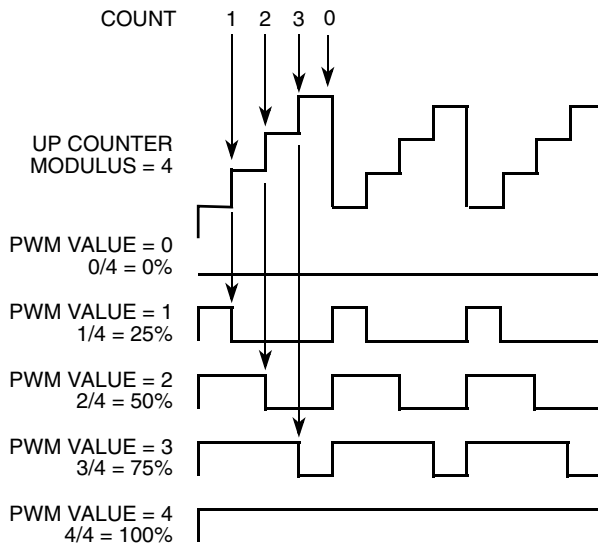 COUNT 1 2 3 0
UP COUNTER
MODULUS = 4
PWM VALUE = 0
0/4 = 0%
PWM VALUE = 1
1/4 = 25%
PWM VALUE = 2
2/4 = 50%
PWM VALUE = 3
3/4 = 75%
PWM VALUE = 4
4/4 = 100%